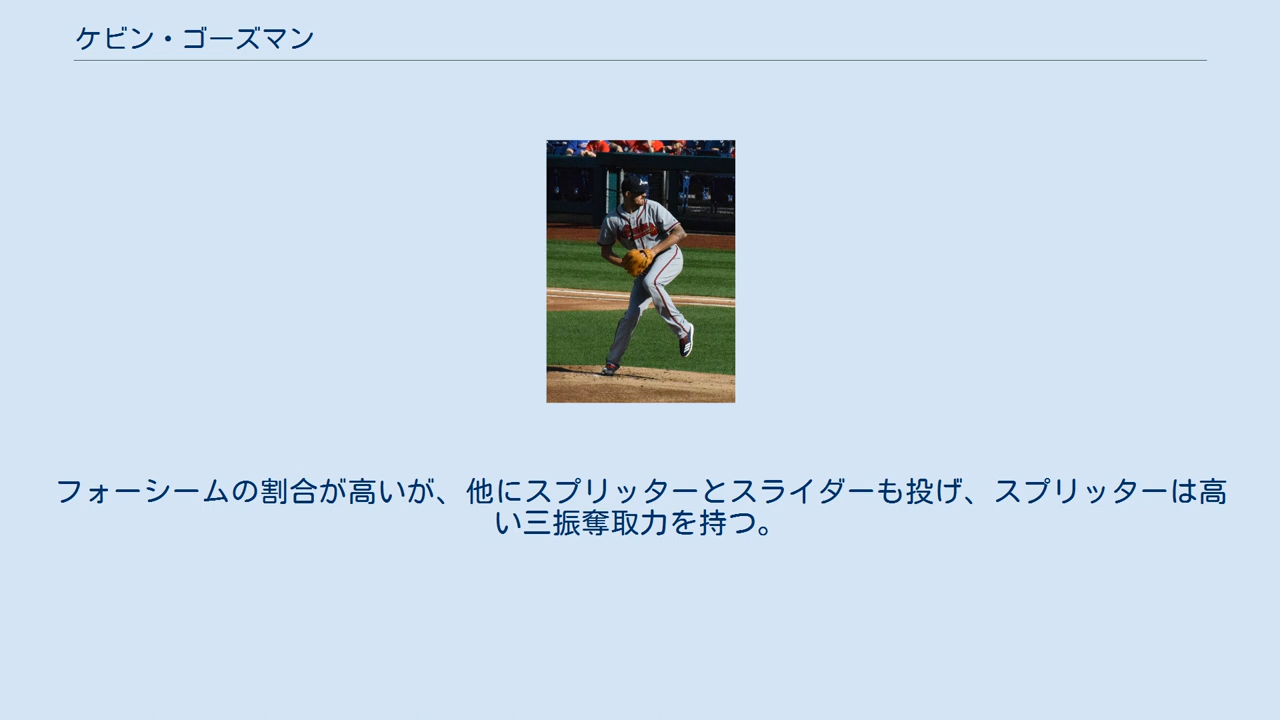 ケビン・ゴーズマン
フォーシームの割合が高いが、他にスプリッターとスライダーも投げ、スプリッターは高
い三振奪取力を持つ。